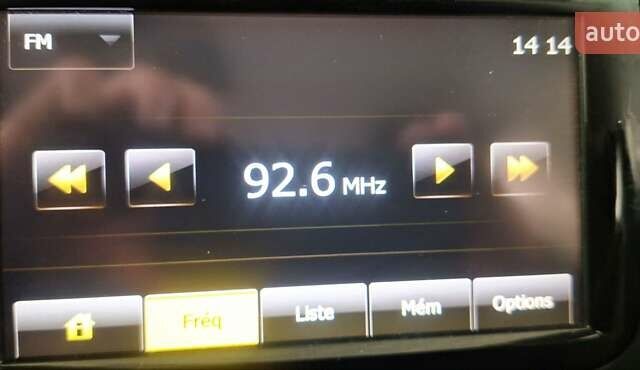 FM
14 14
auto
92.6 MHz
Fréq
Liste
Mém
Options